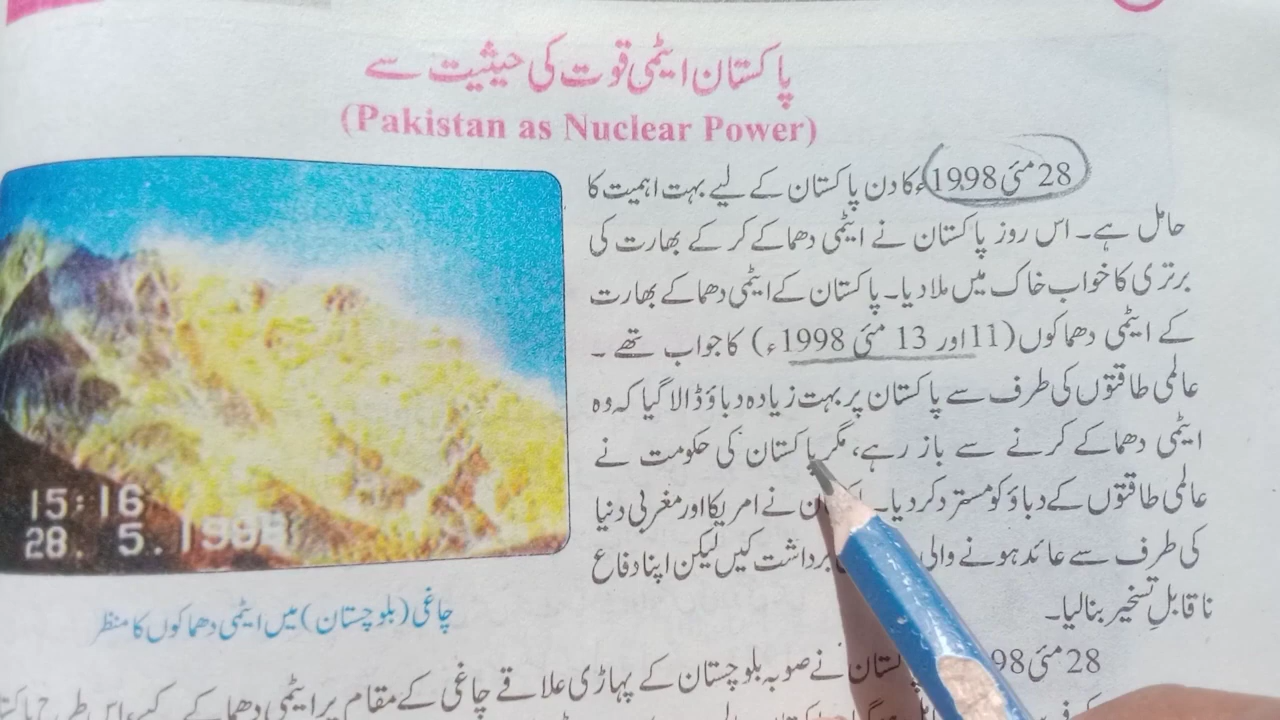 پاکستان ایٹمی قوت کی حیثیت سے
(Pakistan as Nuclear Power)
28 مئی 1998ء کا دن پاکستان کے لیے بہت اہمیت کا
حامل ہے۔ اس روز پاکستان نے ایٹمی دھماکے کر کے بھارت کی
برتری کا خواب خاک میں ملا دیا۔ پاکستان کے ایٹمی دھماکے بھارت
کے ایٹمی دھماکوں (11 اور 13 مئی 1998ء) کا جواب تھے۔
عالمی طاقتوں کی طرف سے پاکستان پر بہت زیادہ دباؤ ڈالا گیا کہ وہ
ایٹمی دھماکے کرنے سے باز رہے، مگر پاکستان کی حکومت نے
عالمی طاقتوں کے دباؤ کو مسترد کر دیا۔ نے امریکا اور مغربی دنیا
کی طرف سے عائد ہونے والی برداشت کیں لیکن اپنا دفاع
ناقابلِ تسخیر بنا لیا۔
15:16
28. 5. 1998
چاغی (بلوچستان) میں ایٹمی دھماکوں کا منظر
28 مئی نے صوبہ بلوچستان کے پہاڑی علاقے چاغی کے مقام پر ایٹمی دھماکے کیے، اس طرح